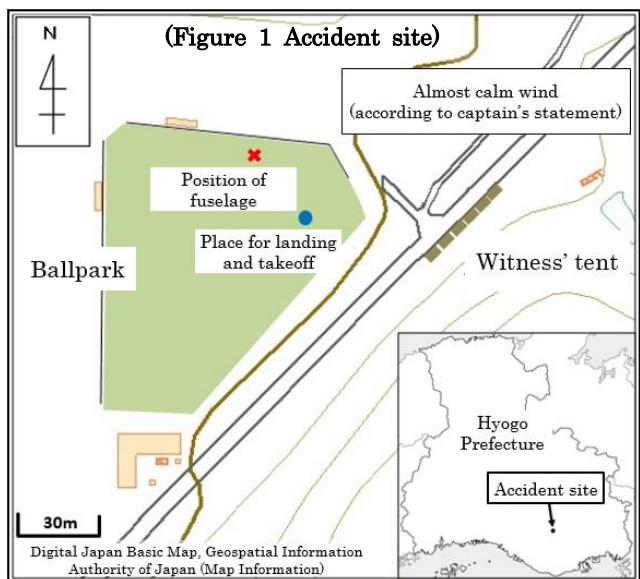 (Figure 1 Accident site)
N
Almost calm wind
(according to captain's statement)
Position of
fuselage
Place for landing
and takeoff
Ballpark
Witness' tent
Hyogo
Prefecture
Accident site
30m
Digital Japan Basic Map, Geospatial Information
Authority of Japan (Map Information)